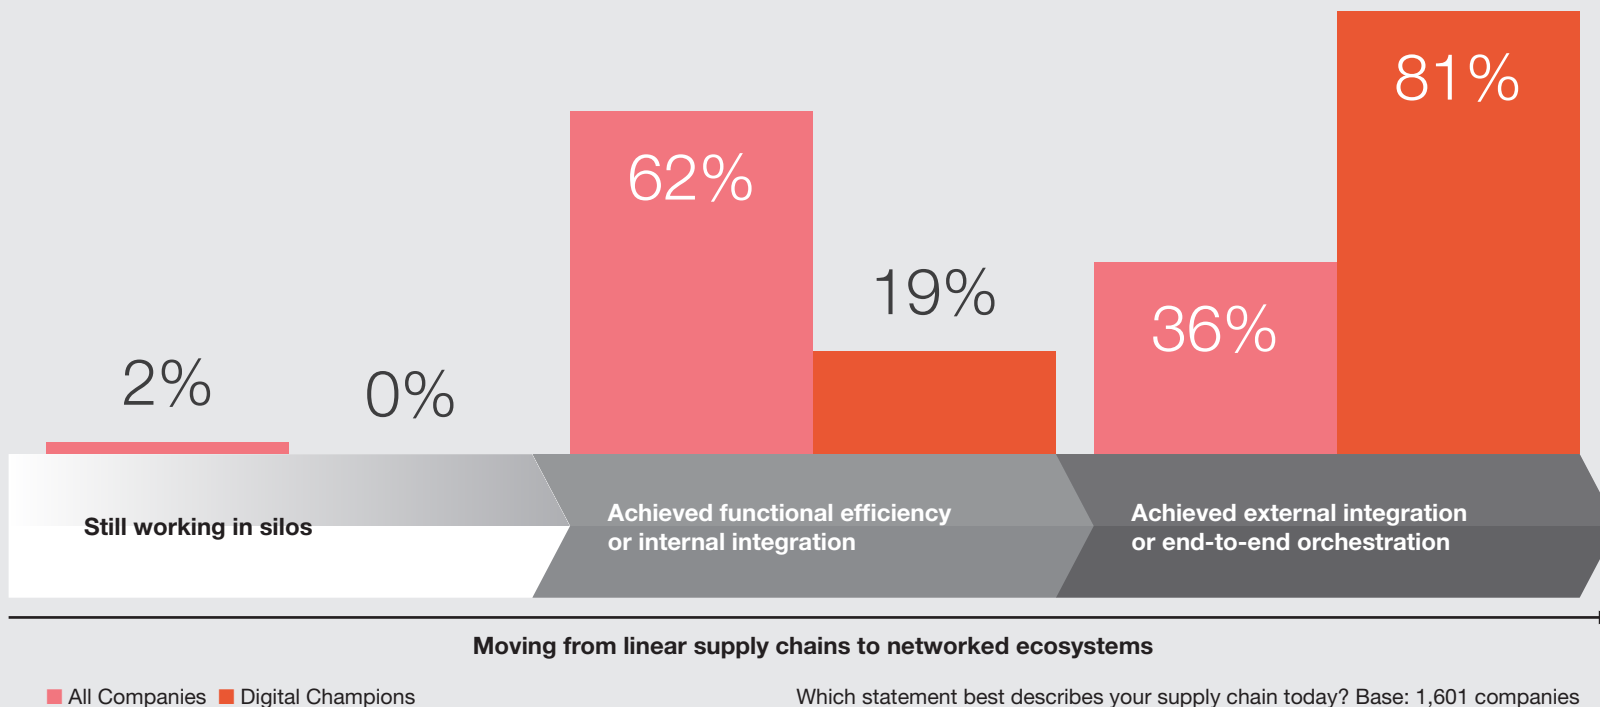 2%
0%
62%
19%
36%
81%
Still working in silos
Achieved functional efficiency
or internal integration
Achieved external integration
or end-to-end orchestration
Moving from linear supply chains to networked ecosystems
All Companies Digital Champions
Which statement best describes your supply chain today? Base: 1,601 companies